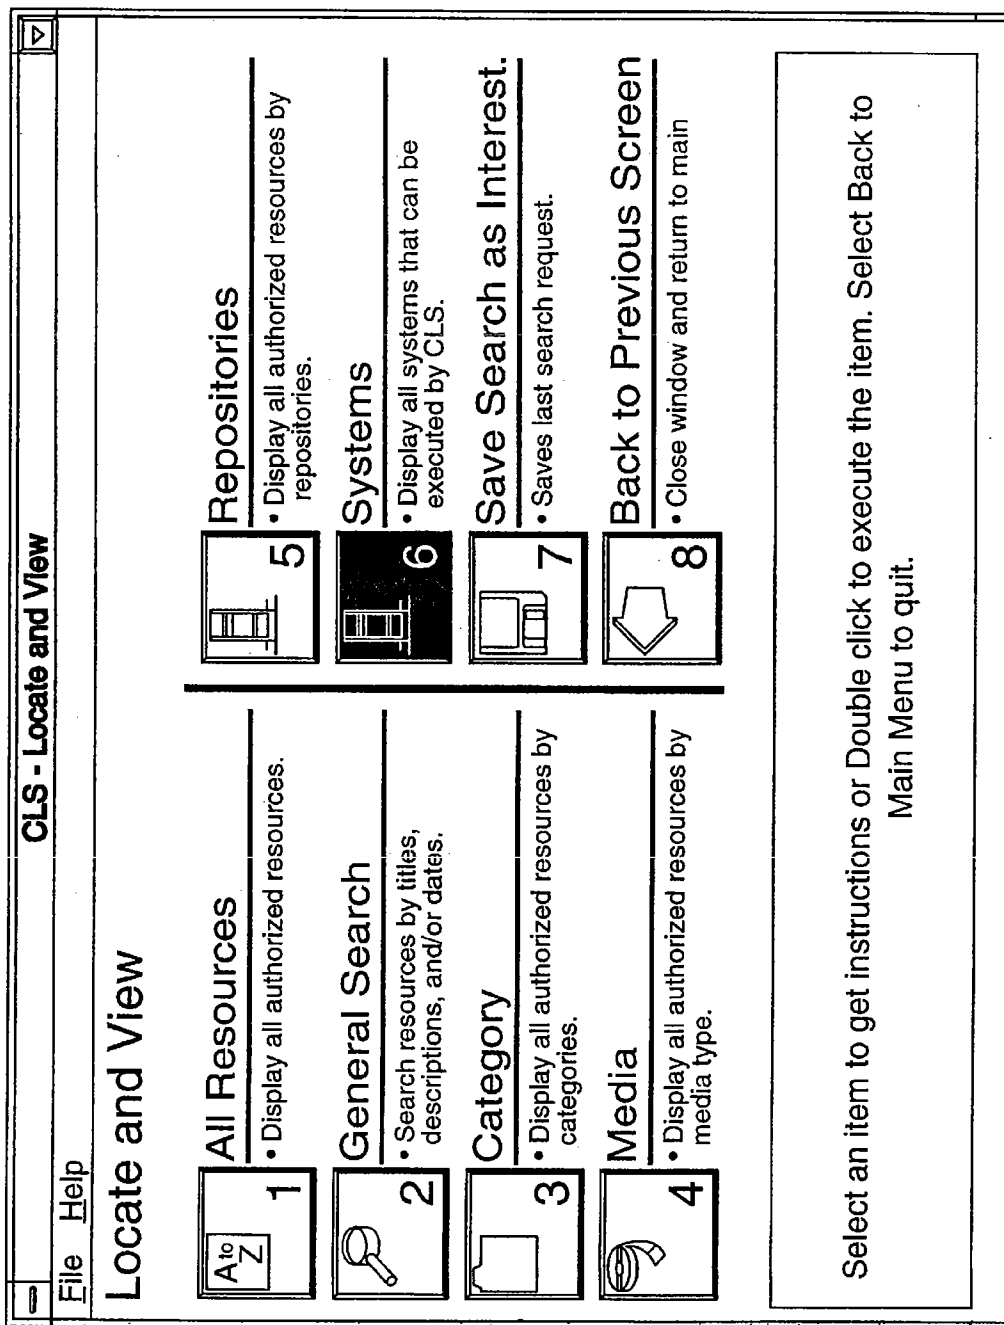 CLS - Locate and View
File Help
Locate and View
A to
Z
1
All Resources
• Display all authorized resources.
2
General Search
• Search resources by titles,
descriptions, and/or dates.
3
Category
• Display all authorized resources by
categories.
4
Media
• Display all authorized resources by
media type.
5
Repositories
• Display all authorized resources by
repositories.
6
Systems
• Display all systems that can be
executed by CLS.
7
Save Search as Interest.
• Saves last search request.
8
Back to Previous Screen
• Close window and return to main
Select an item to get instructions or Double click to execute the item. Select Back to
Main Menu to quit.